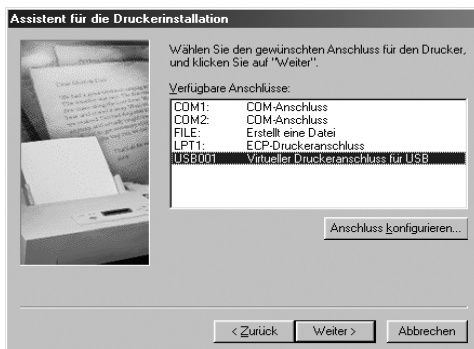 Assistent für die Druckerinstallation
Wählen Sie den gewünschten Anschluss für den Drucker,
und klicken Sie auf "Weiter".
Verfügbare Anschlüsse:
COM1: COM-Anschluss
COM2: COM-Anschluss
FILE: Erstellt eine Datei
LPT1: ECP-Druckeranschluss
USB001 Virtueller Druckeranschluss für USB
Anschluss konfigurieren...
< Zurück Weiter > Abbrechen